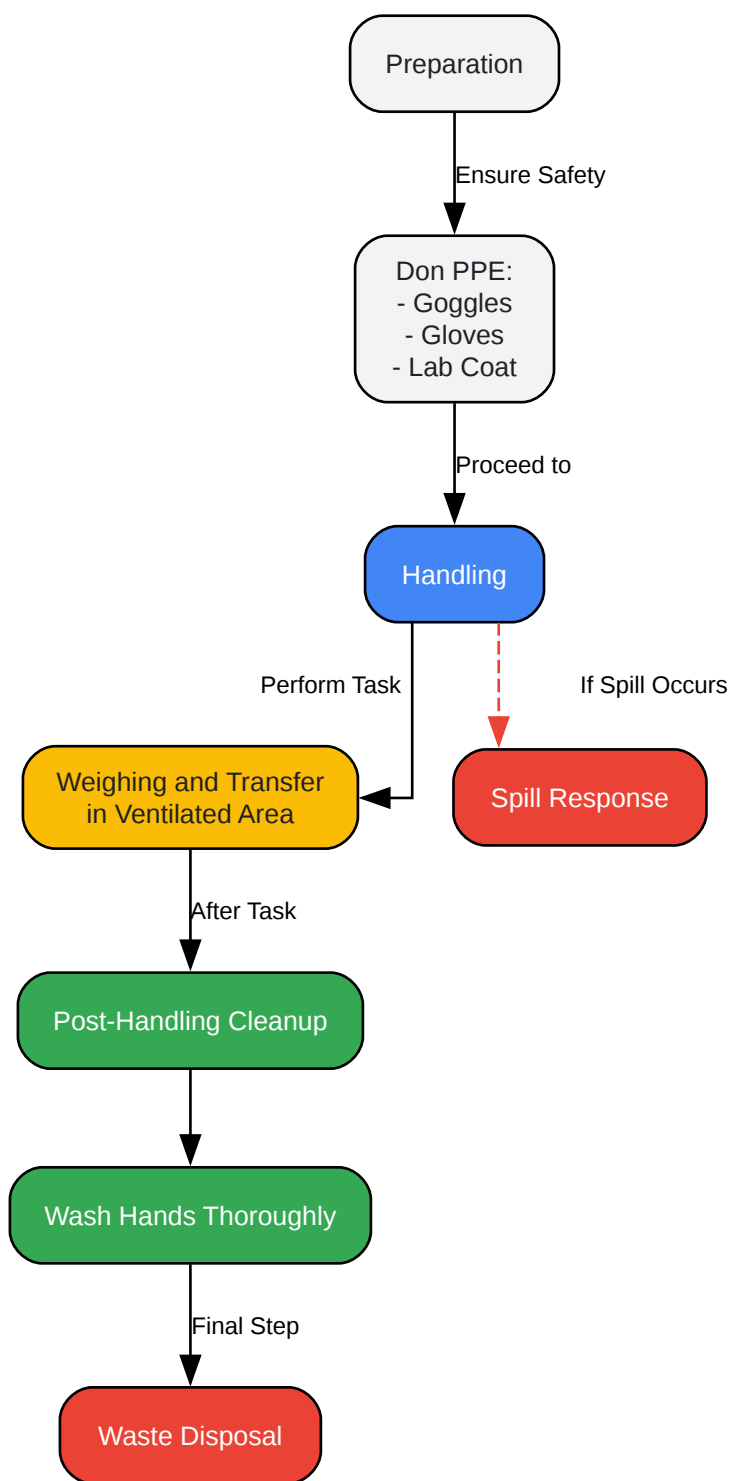 Preparation
Ensure Safety
Don PPE:
- Goggles
- Gloves
- Lab Coat
Proceed to
Handling
Perform Task
If Spill Occurs
Weighing and Transfer
in Ventilated Area
Spill Response
After Task
Post-Handling Cleanup
Wash Hands Thoroughly
Final Step
Waste Disposal